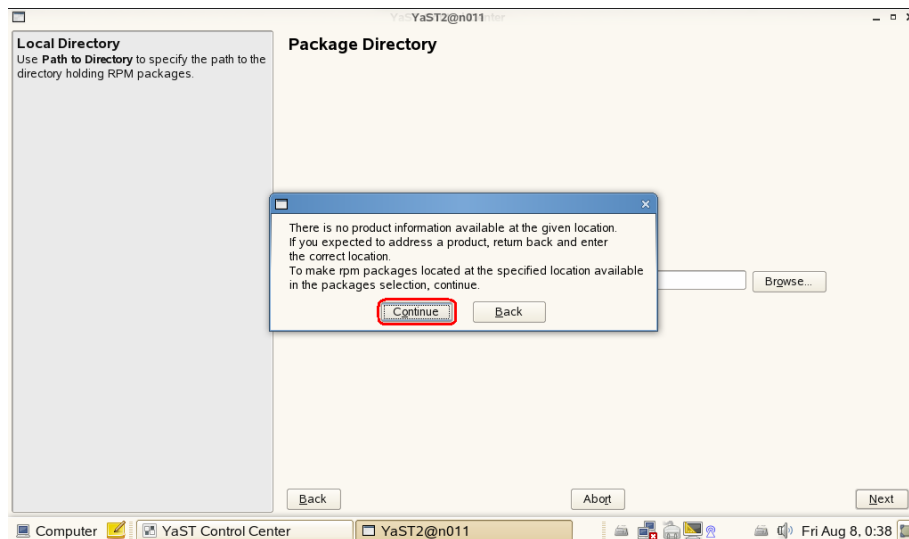 YaST2@n011
Local Directory
Use Path to Directory to specify the path to the
directory holding RPM packages.
Package Directory
There is no product information available at the given location.
If you expected to address a product, return back and enter
the correct location.
To make rpm packages located at the specified location available
in the packages selection, continue.
Continue
Back
Browse...
Back
Abort
Next
Computer
YaST Control Center
YaST2@n011
Fri Aug 8, 0:38